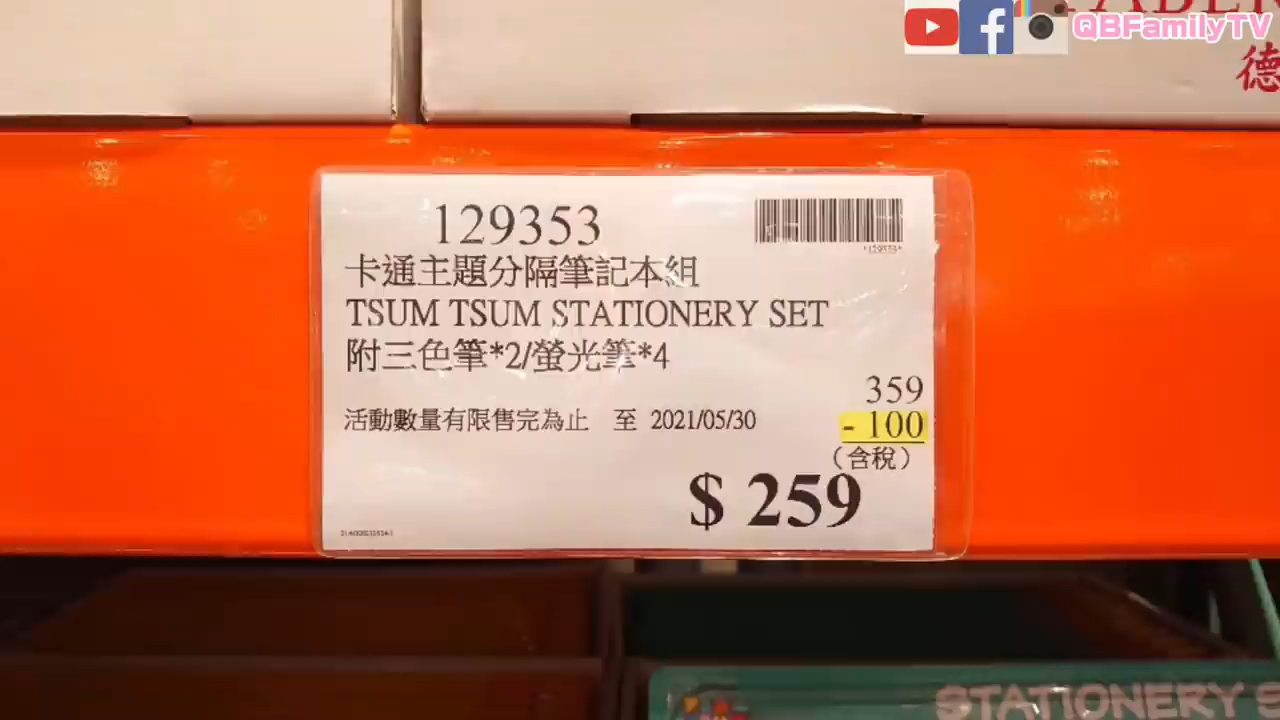 QBFamilyTV
德
129353
*129353*
卡通主題分隔筆記本組
TSUM TSUM STATIONERY SET
附三色筆*2/螢光筆*4
359
活動數量有限售完為止 至 2021/05/30
- 100
(含稅)
$ 259
STATIONERY S